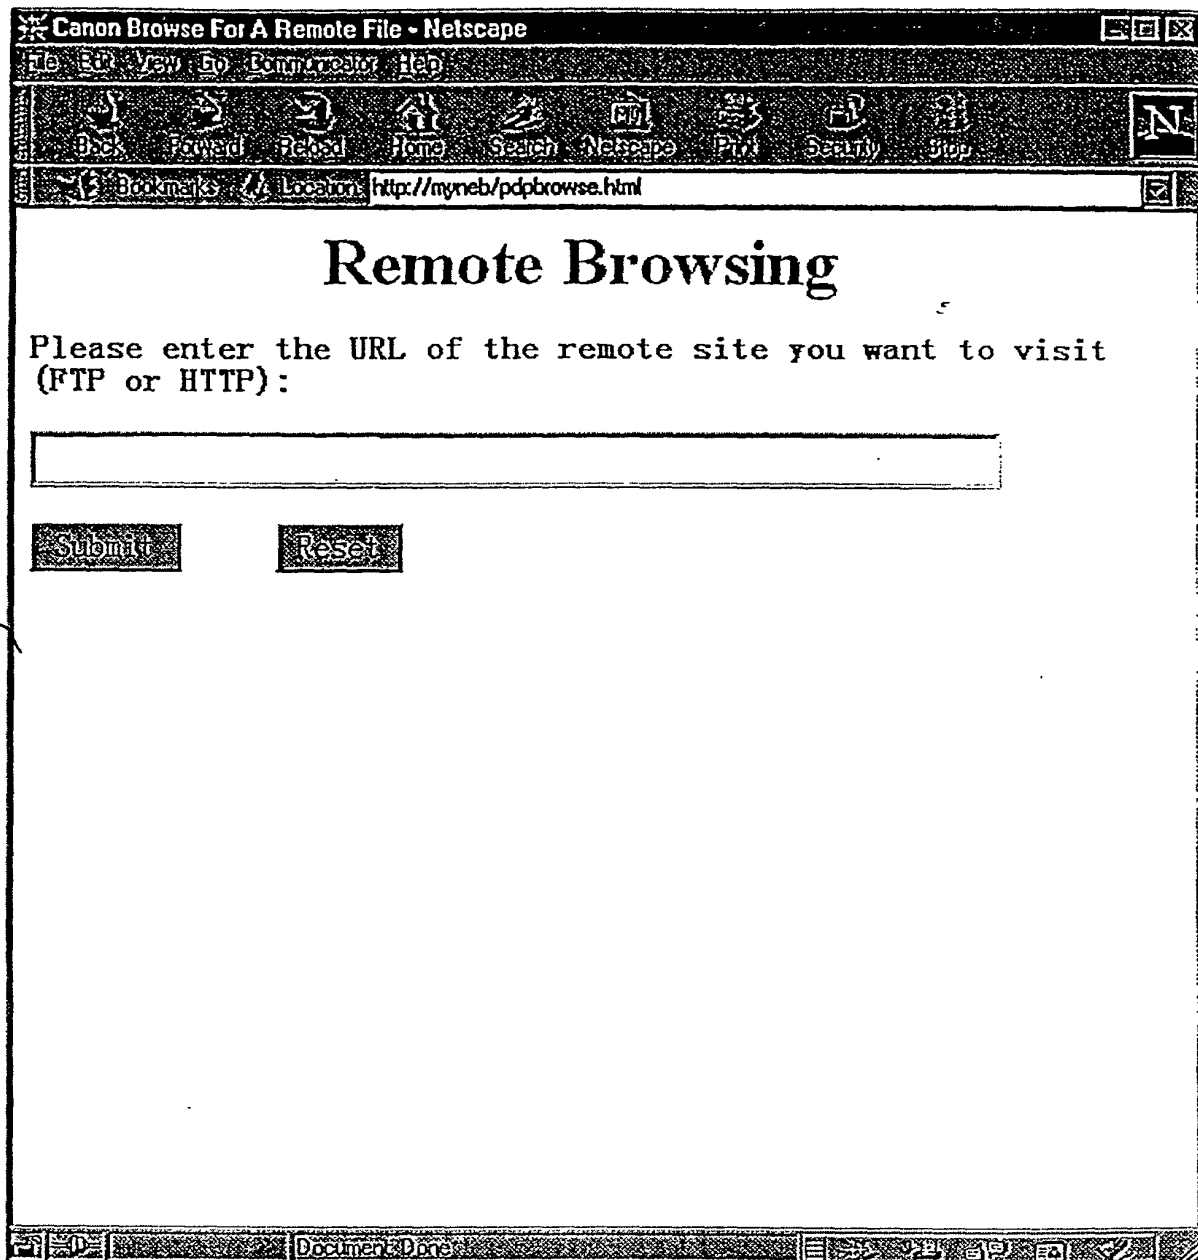 Canon Browse For A Remote File - Netscape
File Edit View Go Communicator Help
Back Forward Reload Home Search Netscape Print Security Stop
Bookmarks Location: http://myneb/pdpbrowse.html
Remote Browsing
Please enter the URL of the remote site you want to visit
(FTP or HTTP):
Submit Reset
Document: Done